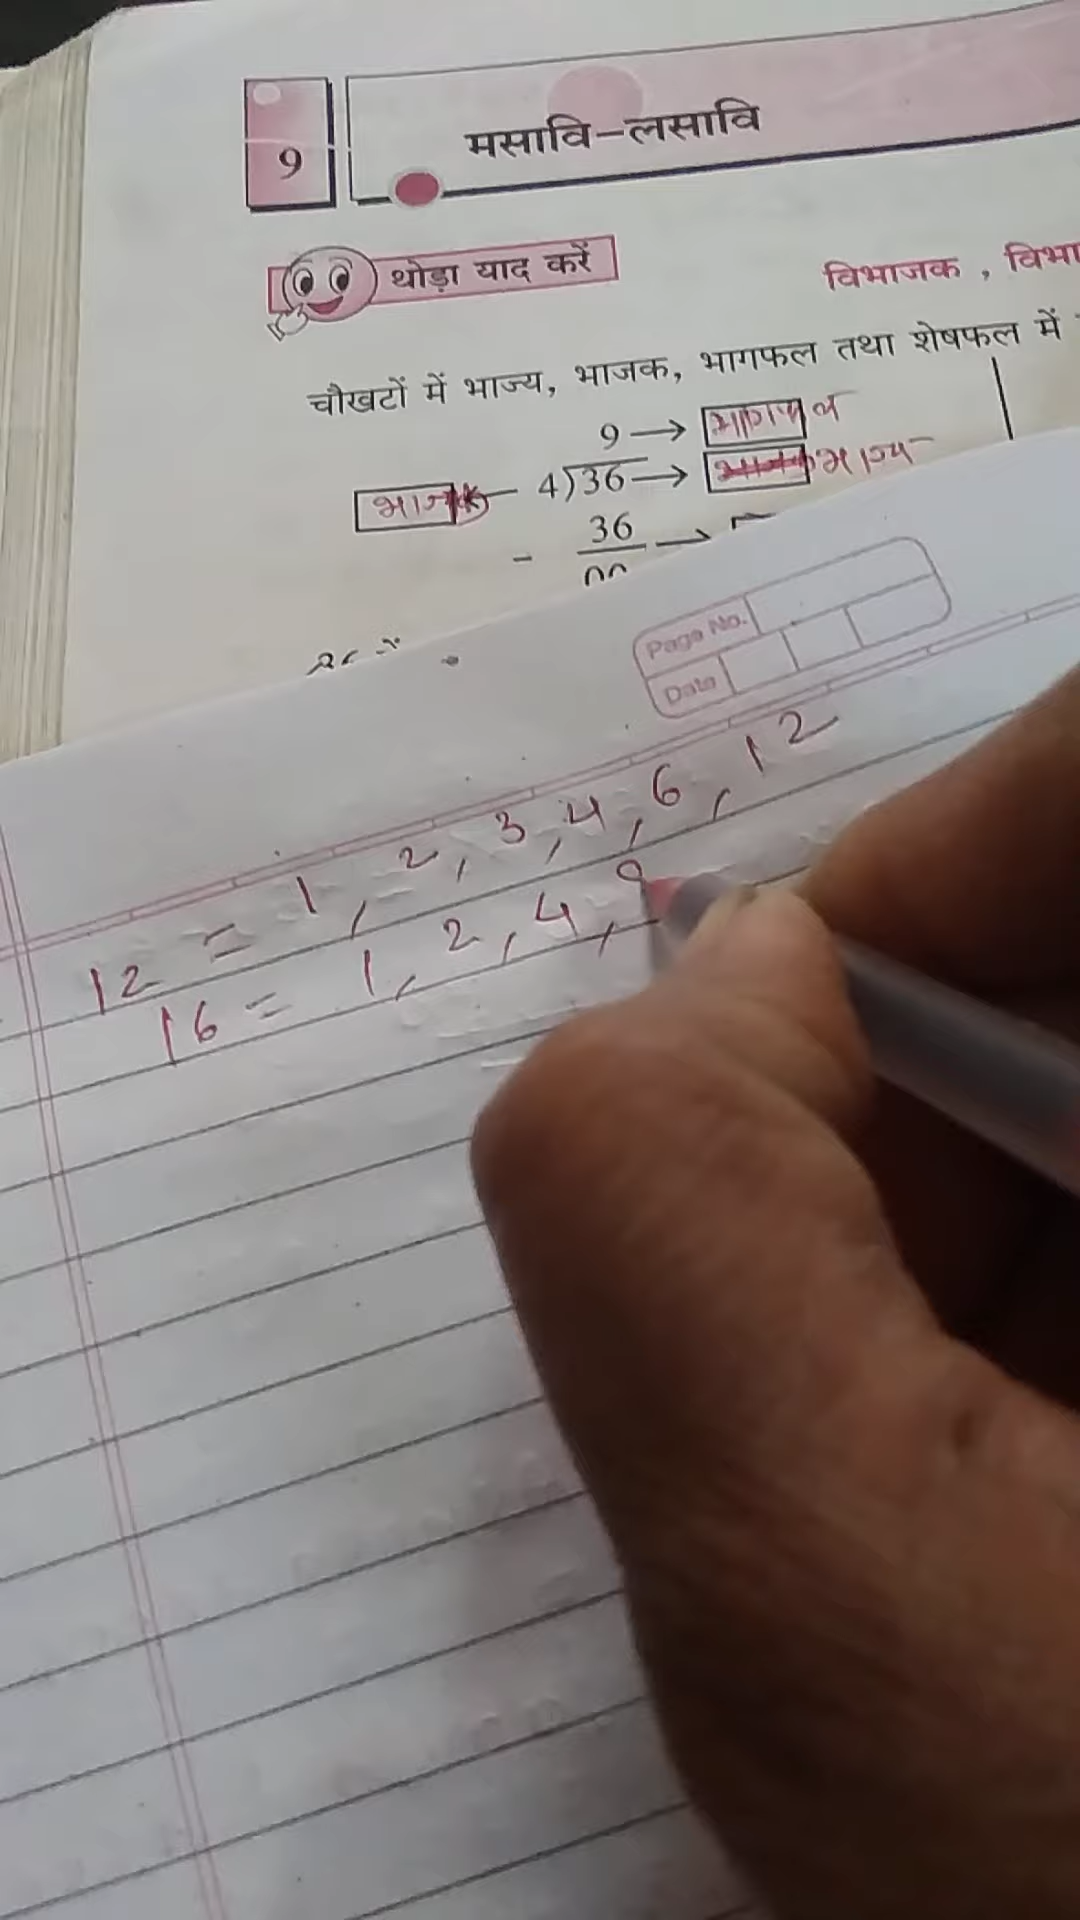 9
मसावि–लसावि
थोड़ा याद करें
विभाजक ,
चौखटों में भाज्य, भाजक, भागफल तथा शेषफल में
9 → भागफल
भाजक 4)36 → भाज्य
- 36 →
00
Page No.
Date
12 = 1, 2, 3, 4, 6, 12
16 = 1, 2, 4,